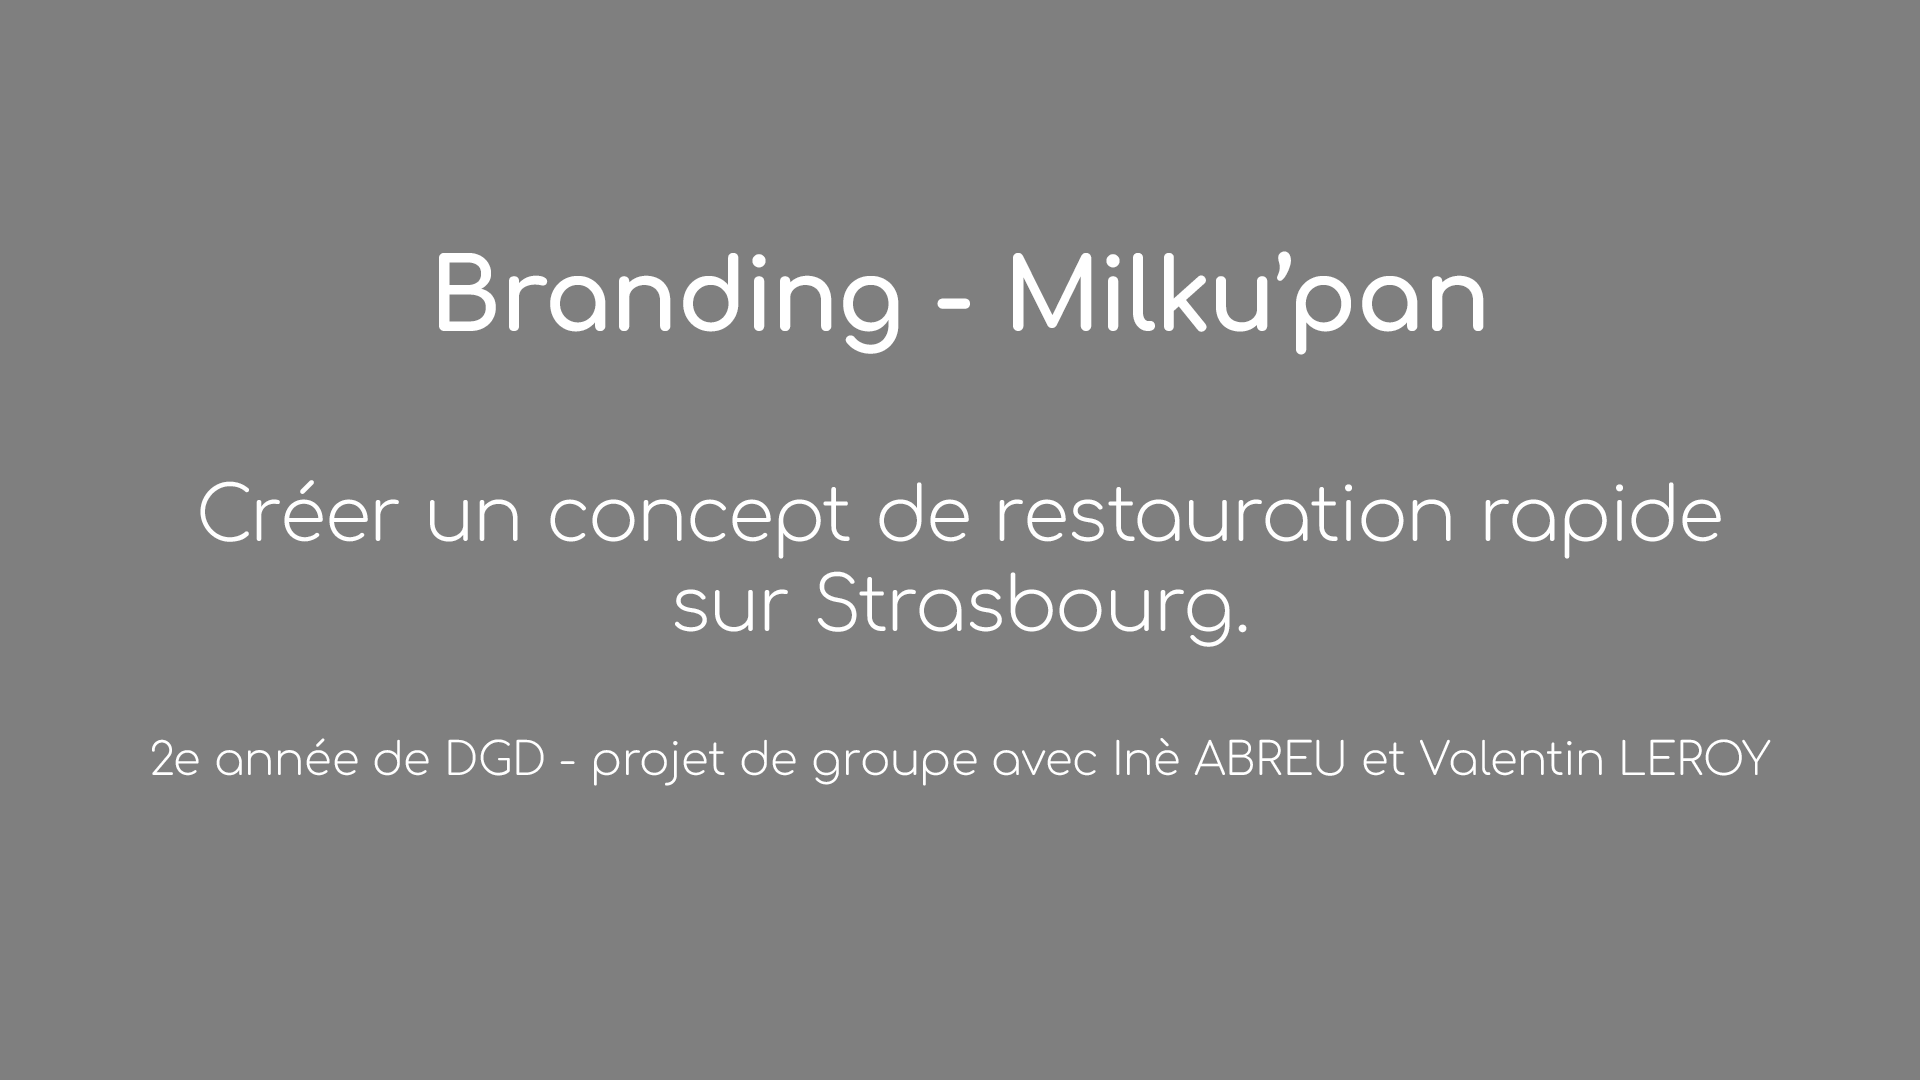 Branding - Milku’pan
Créer un concept de restauration rapide
sur Strasbourg.
2e année de DGD - projet de groupe avec Inè ABREU et Valentin LEROY